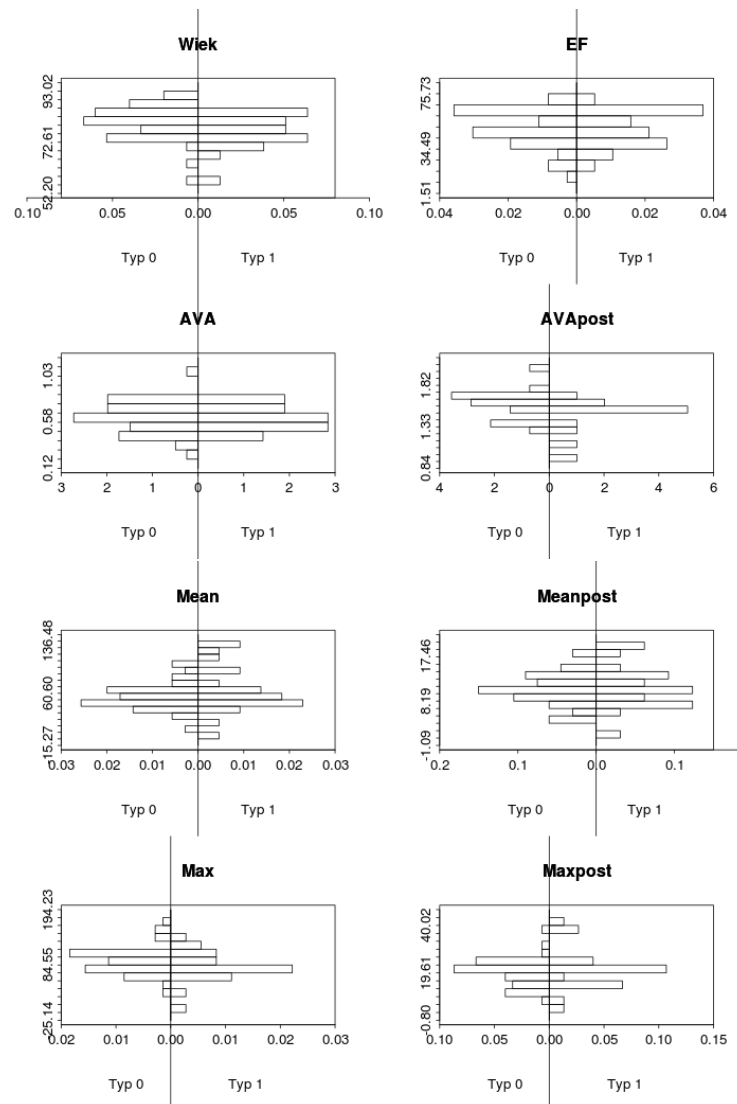 Wiek
93.02
72.61
52.20
0.10 0.05 0.00 0.05 0.10
Typ 0 Typ 1
EF
75.73
34.49
1.51
0.04 0.02 0.00 0.02 0.04
Typ 0 Typ 1
AVA
1.03
0.58
0.12
3 2 1 0 1 2 3
Typ 0 Typ 1
AVApost
1.82
1.33
0.84
4 2 0 2 4 6
Typ 0 Typ 1
Mean
136.48
60.60
-15.27
0.03 0.02 0.01 0.00 0.01 0.02 0.03
Typ 0 Typ 1
Meanpost
17.46
8.19
-1.09
0.2 0.1 0.0 0.1
Typ 0 Typ 1
Max
194.23
84.55
-25.14
0.02 0.01 0.00 0.01 0.02 0.03
Typ 0 Typ 1
Maxpost
40.02
19.61
-0.80
0.10 0.05 0.00 0.05 0.10 0.15
Typ 0 Typ 1